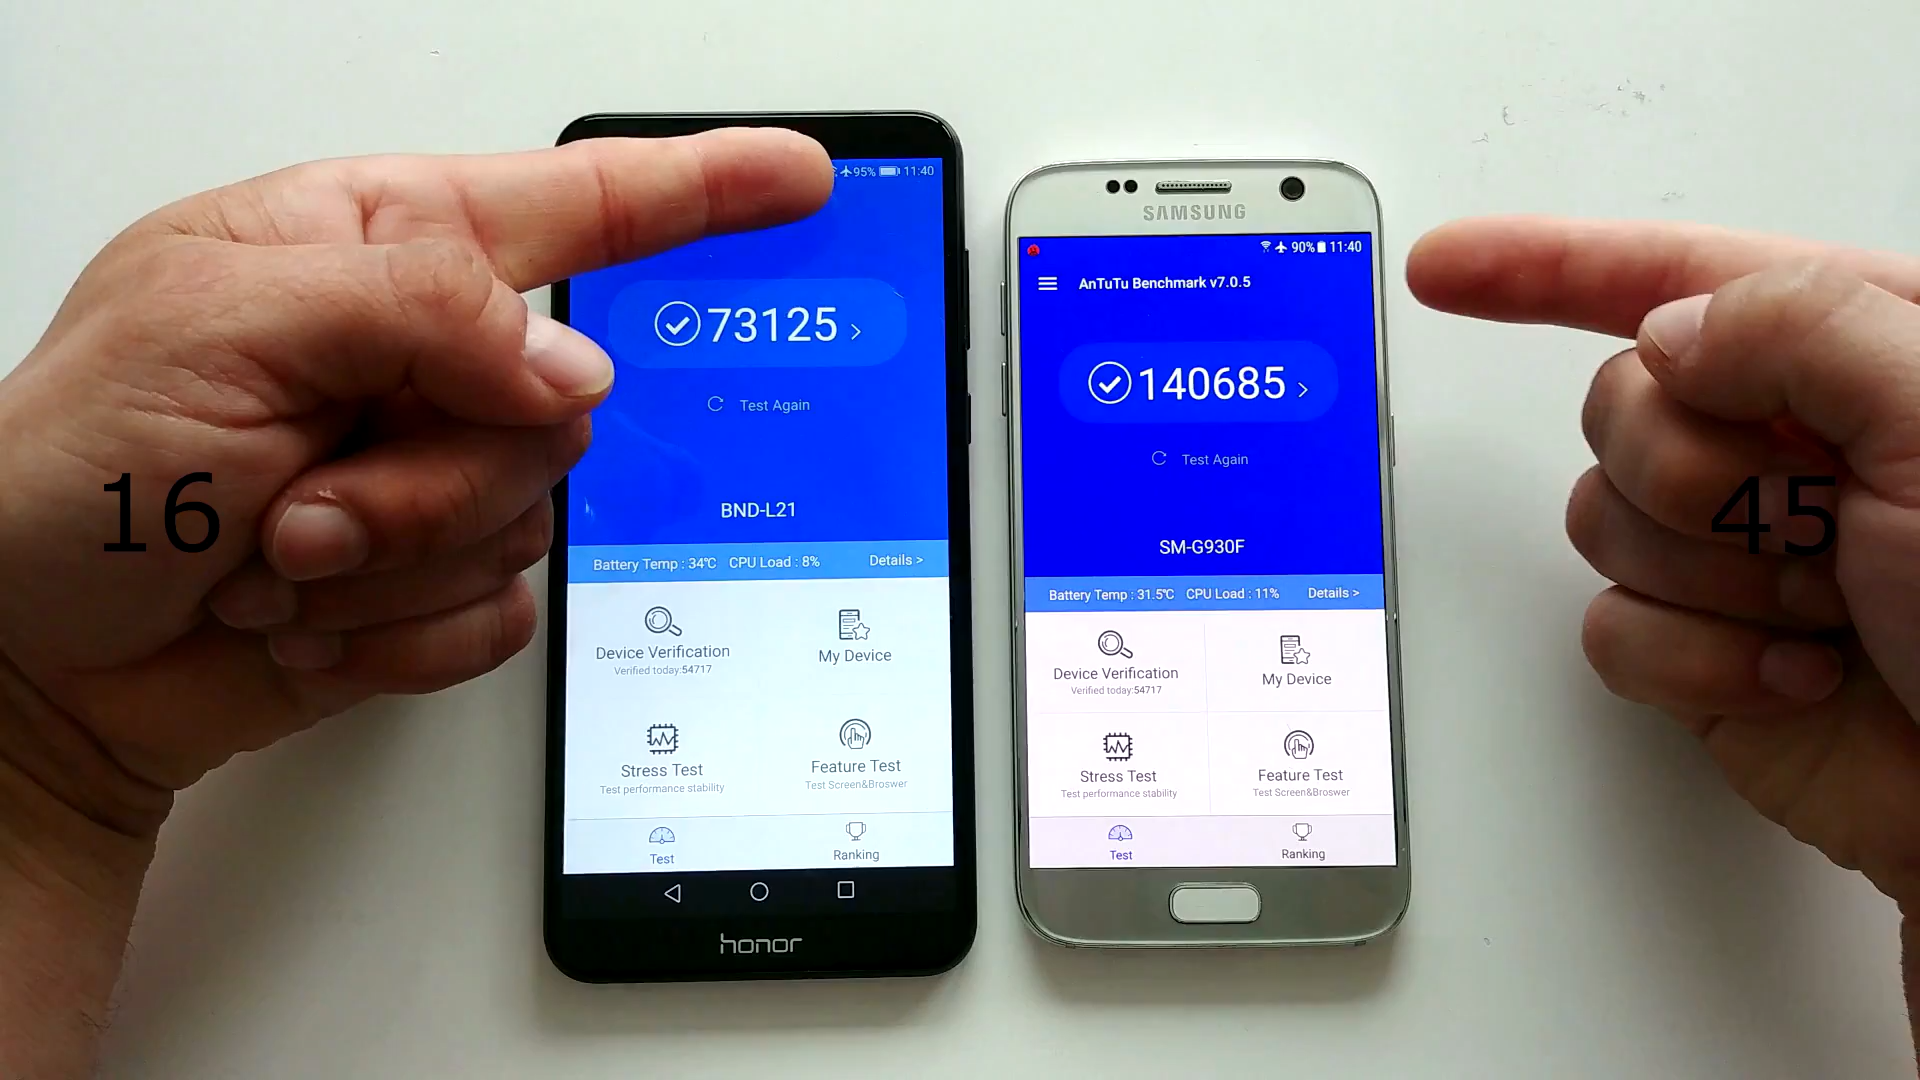 16
95% 11:40
73125 >
Test Again
BND-L21
Battery Temp : 34℃ CPU Load : 8% Details >
Device Verification
Verified today:54717
My Device
Stress Test
Test performance stability
Feature Test
Test Screen&Broswer
Test
Ranking
honor
SAMSUNG
90% 11:40
AnTuTu Benchmark v7.0.5
140685 >
Test Again
SM-G930F
Battery Temp : 31.5℃ CPU Load : 11% Details >
Device Verification
Verified today:54717
My Device
Stress Test
Test performance stability
Feature Test
Test Screen&Broswer
Test
Ranking
45